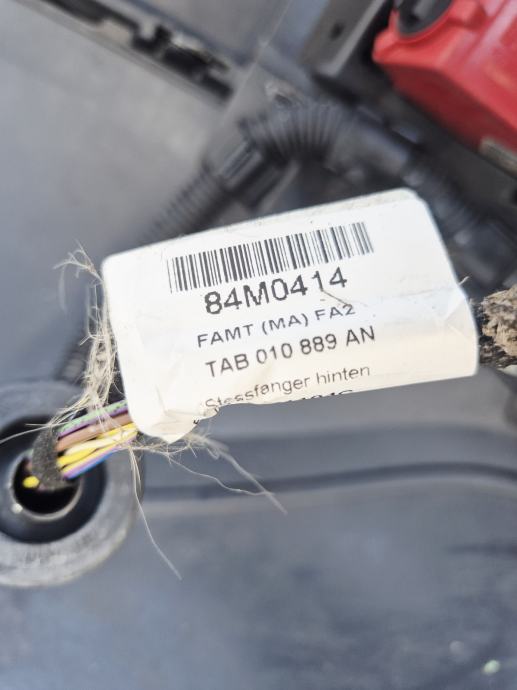 84M0414
FAMT (MA) FA2
TAB 010 889 AN
Stossfänger hinten